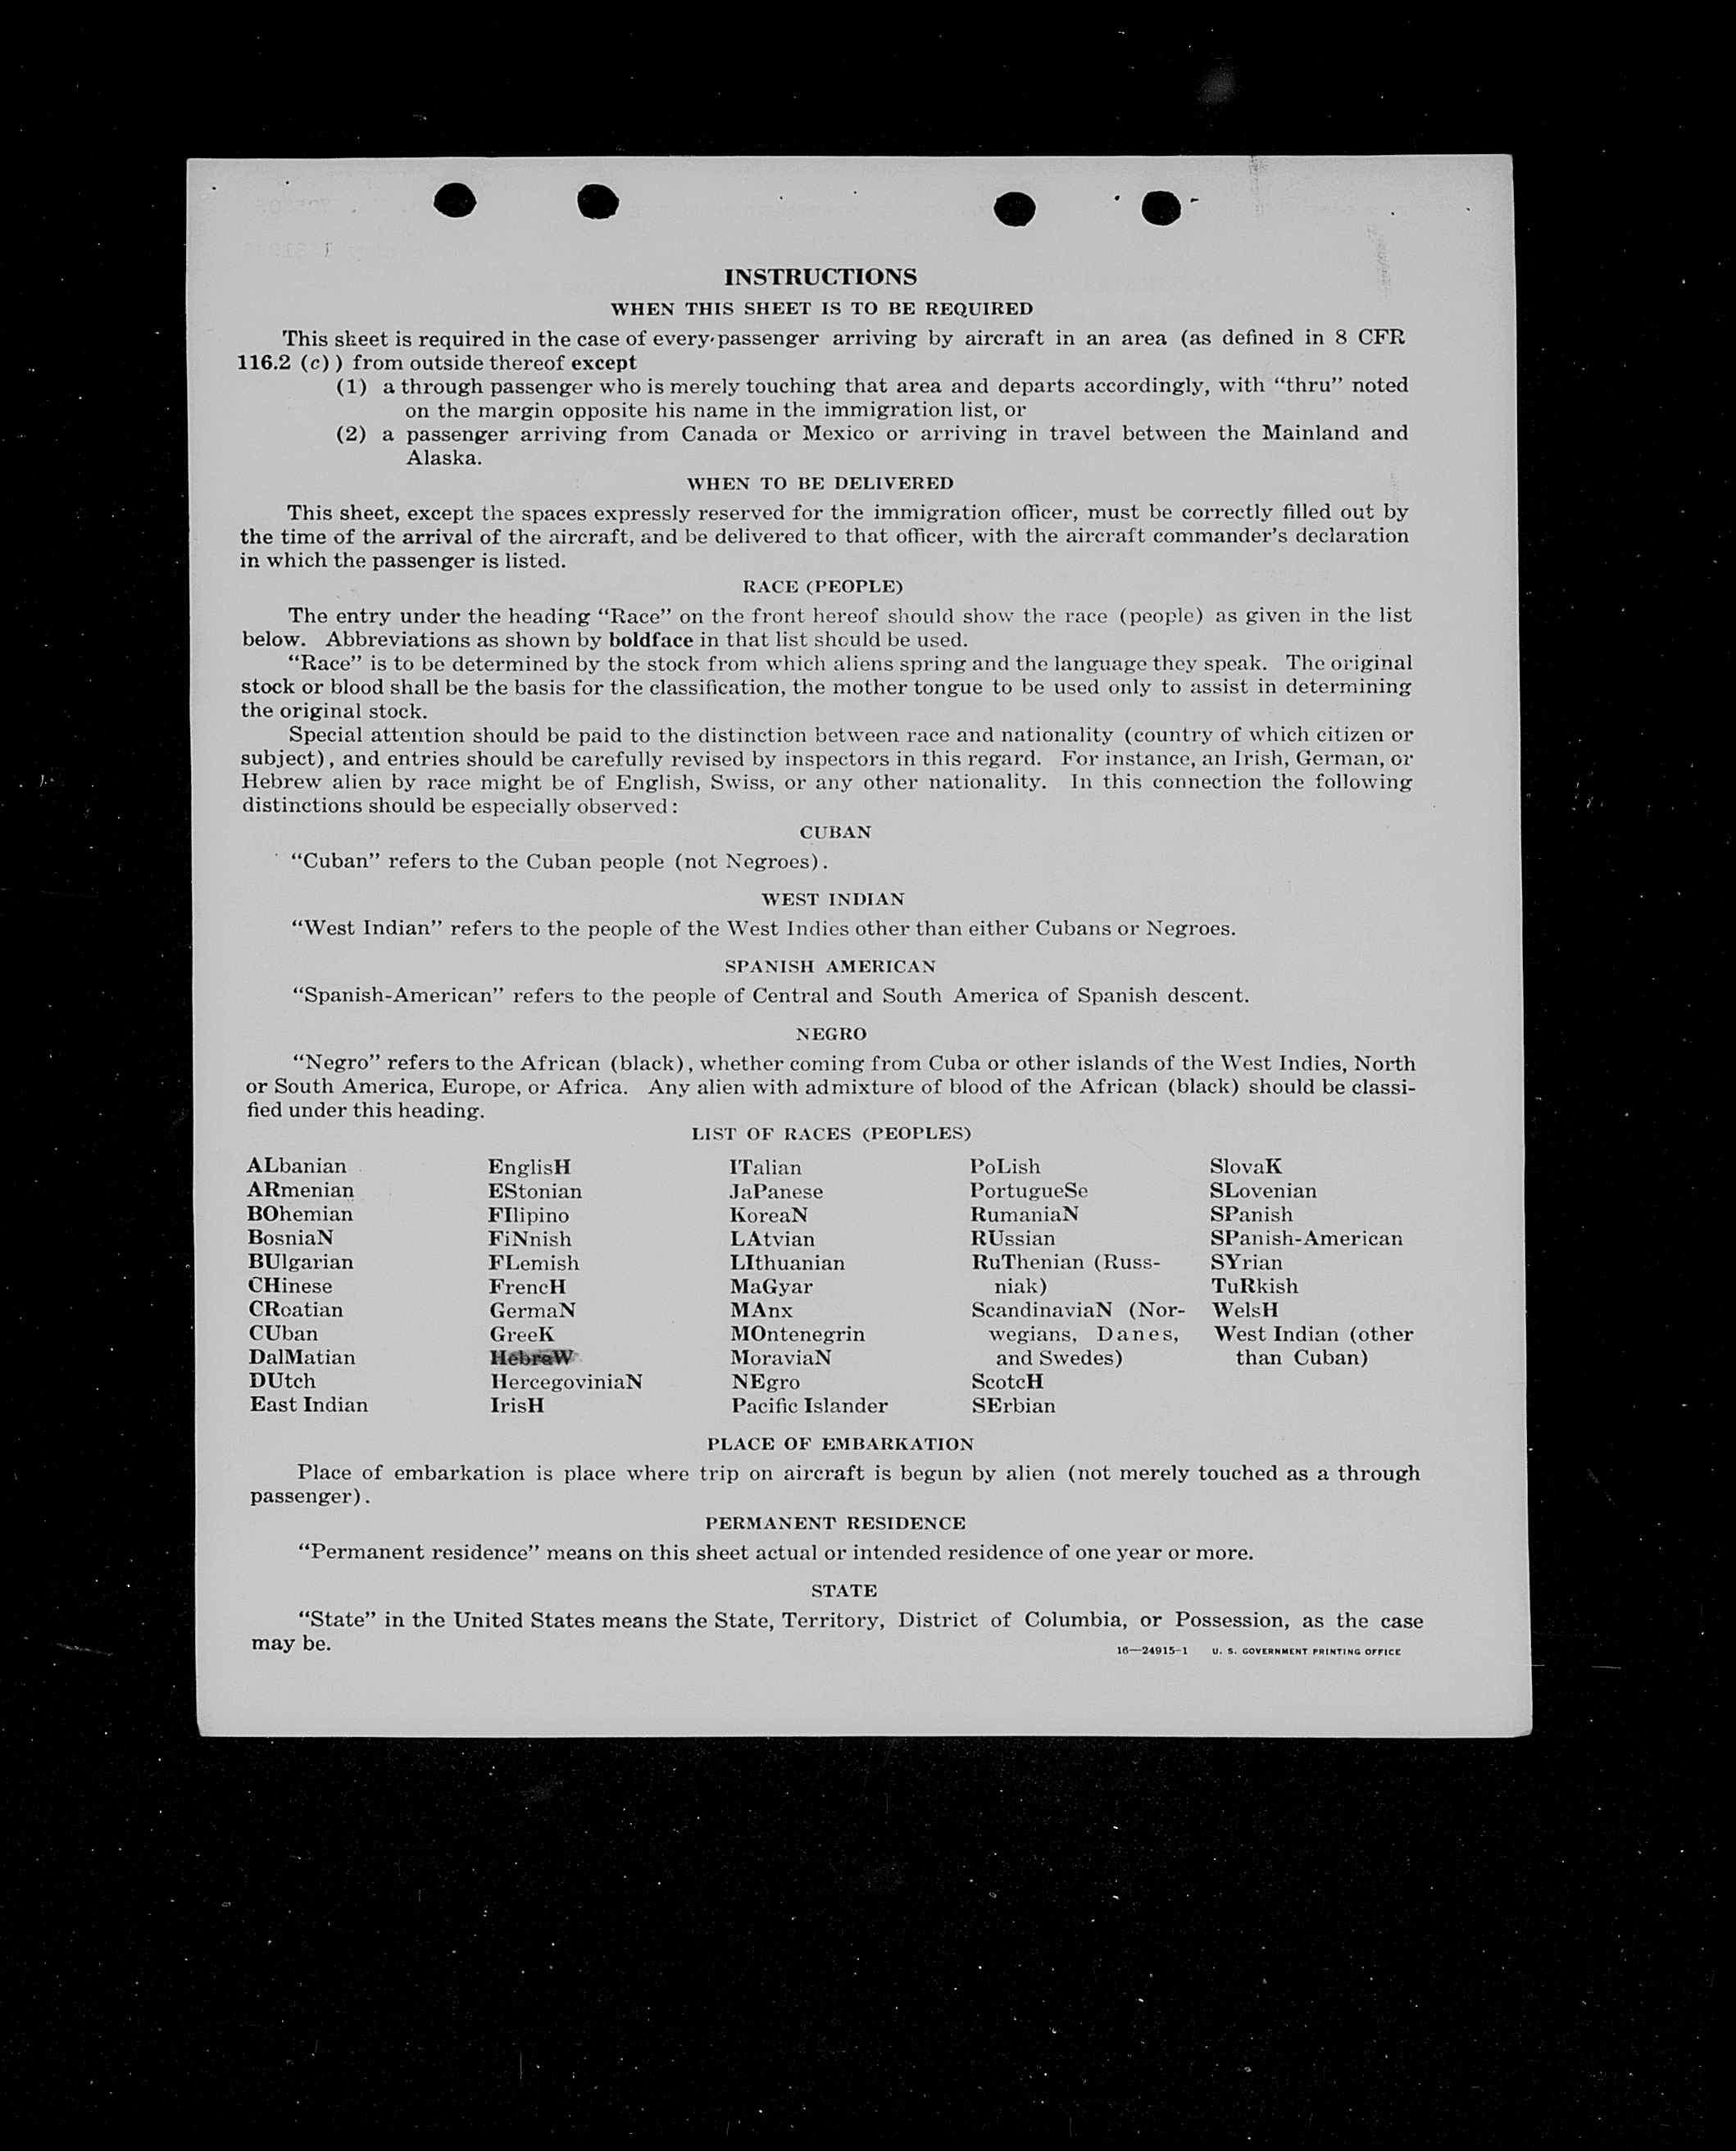 INSTRUCTIONS
WHEN THIS SHEET IS TO BE REQUIRED
This sheet is required in the case of every passenger arriving by aircraft in an area (as defined in 8 CFR
116.2 (c)) from outside thereof except
(1) a through passenger who is merely touching that area and departs accordingly, with “thru” noted
on the margin opposite his name in the immigration list, or
(2) a passenger arriving from Canada or Mexico or arriving in travel between the Mainland and
Alaska.
WHEN TO BE DELIVERED
This sheet, except the spaces expressly reserved for the immigration officer, must be correctly filled out by
the time of the arrival of the aircraft, and be delivered to that officer, with the aircraft commander’s declaration
in which the passenger is listed.
RACE (PEOPLE)
The entry under the heading “Race” on the front hereof should show the race (people) as given in the list
below. Abbreviations as shown by boldface in that list should be used.
“Race” is to be determined by the stock from which aliens spring and the language they speak. The original
stock or blood shall be the basis for the classification, the mother tongue to be used only to assist in determining
the original stock.
Special attention should be paid to the distinction between race and nationality (country of which citizen or
subject), and entries should be carefully revised by inspectors in this regard. For instance, an Irish, German, or
Hebrew alien by race might be of English, Swiss, or any other nationality. In this connection the following
distinctions should be especially observed:
CUBAN
“Cuban” refers to the Cuban people (not Negroes).
WEST INDIAN
“West Indian” refers to the people of the West Indies other than either Cubans or Negroes.
SPANISH AMERICAN
“Spanish-American” refers to the people of Central and South America of Spanish descent.
NEGRO
“Negro” refers to the African (black), whether coming from Cuba or other islands of the West Indies, North
or South America, Europe, or Africa. Any alien with admixture of blood of the African (black) should be classi-
fied under this heading.
LIST OF RACES (PEOPLES)
ALbanian
ARmenian
BOhemian
BosniaN
BUlgarian
CHinese
CRoatian
CUban
DalMatian
DUtch
East Indian
EnglisH
EStonian
FIlipino
FiNnish
FLemish
FrencH
GermaN
GreeK
HebreW
HercegoviniaN
IrisH
ITalian
JaPanese
KoreaN
LAtvian
LIthuanian
MaGyar
MAnx
MOntenegrin
MoraviaN
NEgro
Pacific Islander
PoLish
PortugueSe
RumaniaN
RUssian
RuThenian (Russ-
niak)
ScandinaviaN (Nor-
wegians, Danes,
and Swedes)
ScotcH
SErbian
SlovaK
SLovenian
SPanish
SPanish-American
SYrian
TuRkish
WelsH
West Indian (other
than Cuban)
PLACE OF EMBARKATION
Place of embarkation is place where trip on aircraft is begun by alien (not merely touched as a through
passenger).
PERMANENT RESIDENCE
“Permanent residence” means on this sheet actual or intended residence of one year or more.
STATE
“State” in the United States means the State, Territory, District of Columbia, or Possession, as the case
may be.
16—24915-1 U. S. GOVERNMENT PRINTING OFFICE